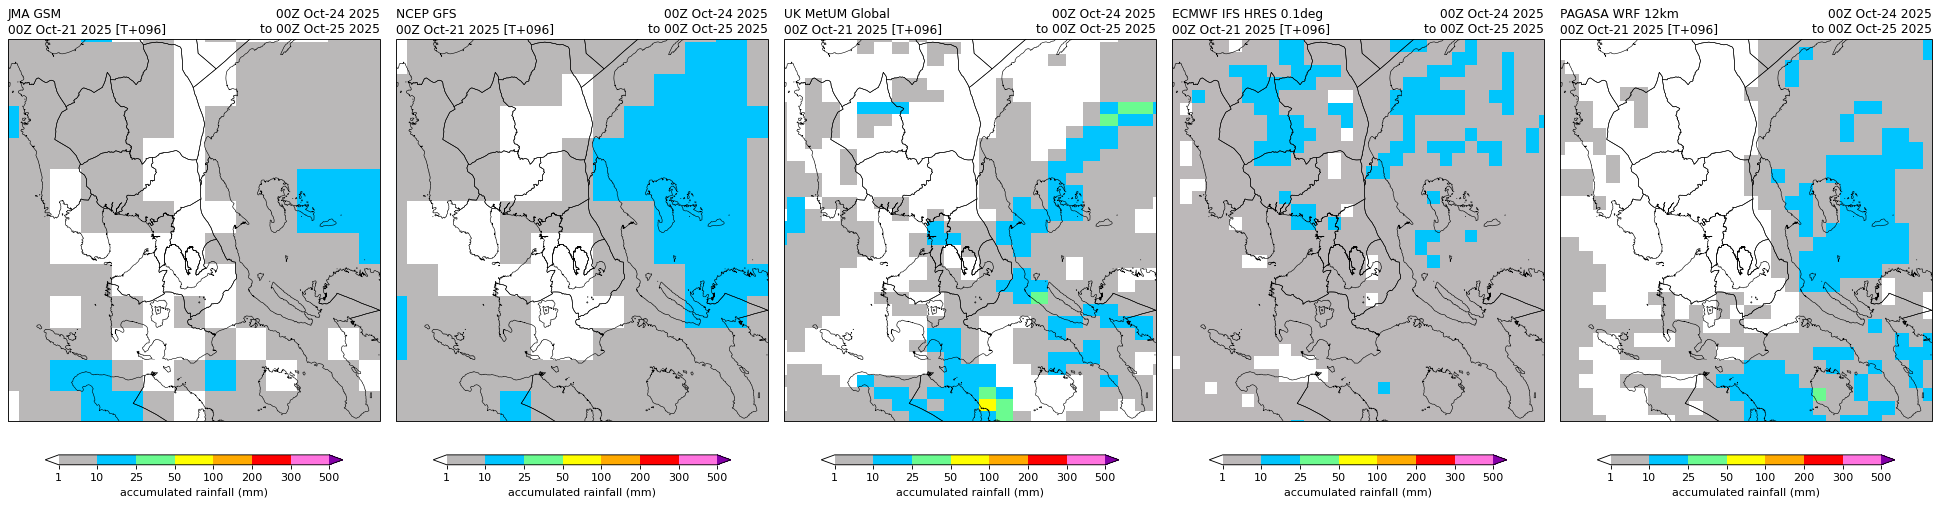 JMA GSM
00Z Oct-24 2025
00Z Oct-21 2025 [T+096]
to 00Z Oct-25 2025
NCEP GFS
00Z Oct-24 2025
00Z Oct-21 2025 [T+096]
to 00Z Oct-25 2025
UK MetUM Global
00Z Oct-24 2025
00Z Oct-21 2025 [T+096]
to 00Z Oct-25 2025
ECMWF IFS HRES 0.1deg
00Z Oct-24 2025
00Z Oct-21 2025 [T+096]
to 00Z Oct-25 2025
PAGASA WRF 12km
00Z Oct-24 2025
00Z Oct-21 2025 [T+096]
to 00Z Oct-25 2025
1 10 25 50 100 200 300 500
accumulated rainfall (mm)
1 10 25 50 100 200 300 500
accumulated rainfall (mm)
1 10 25 50 100 200 300 500
accumulated rainfall (mm)
1 10 25 50 100 200 300 500
accumulated rainfall (mm)
1 10 25 50 100 200 300 500
accumulated rainfall (mm)